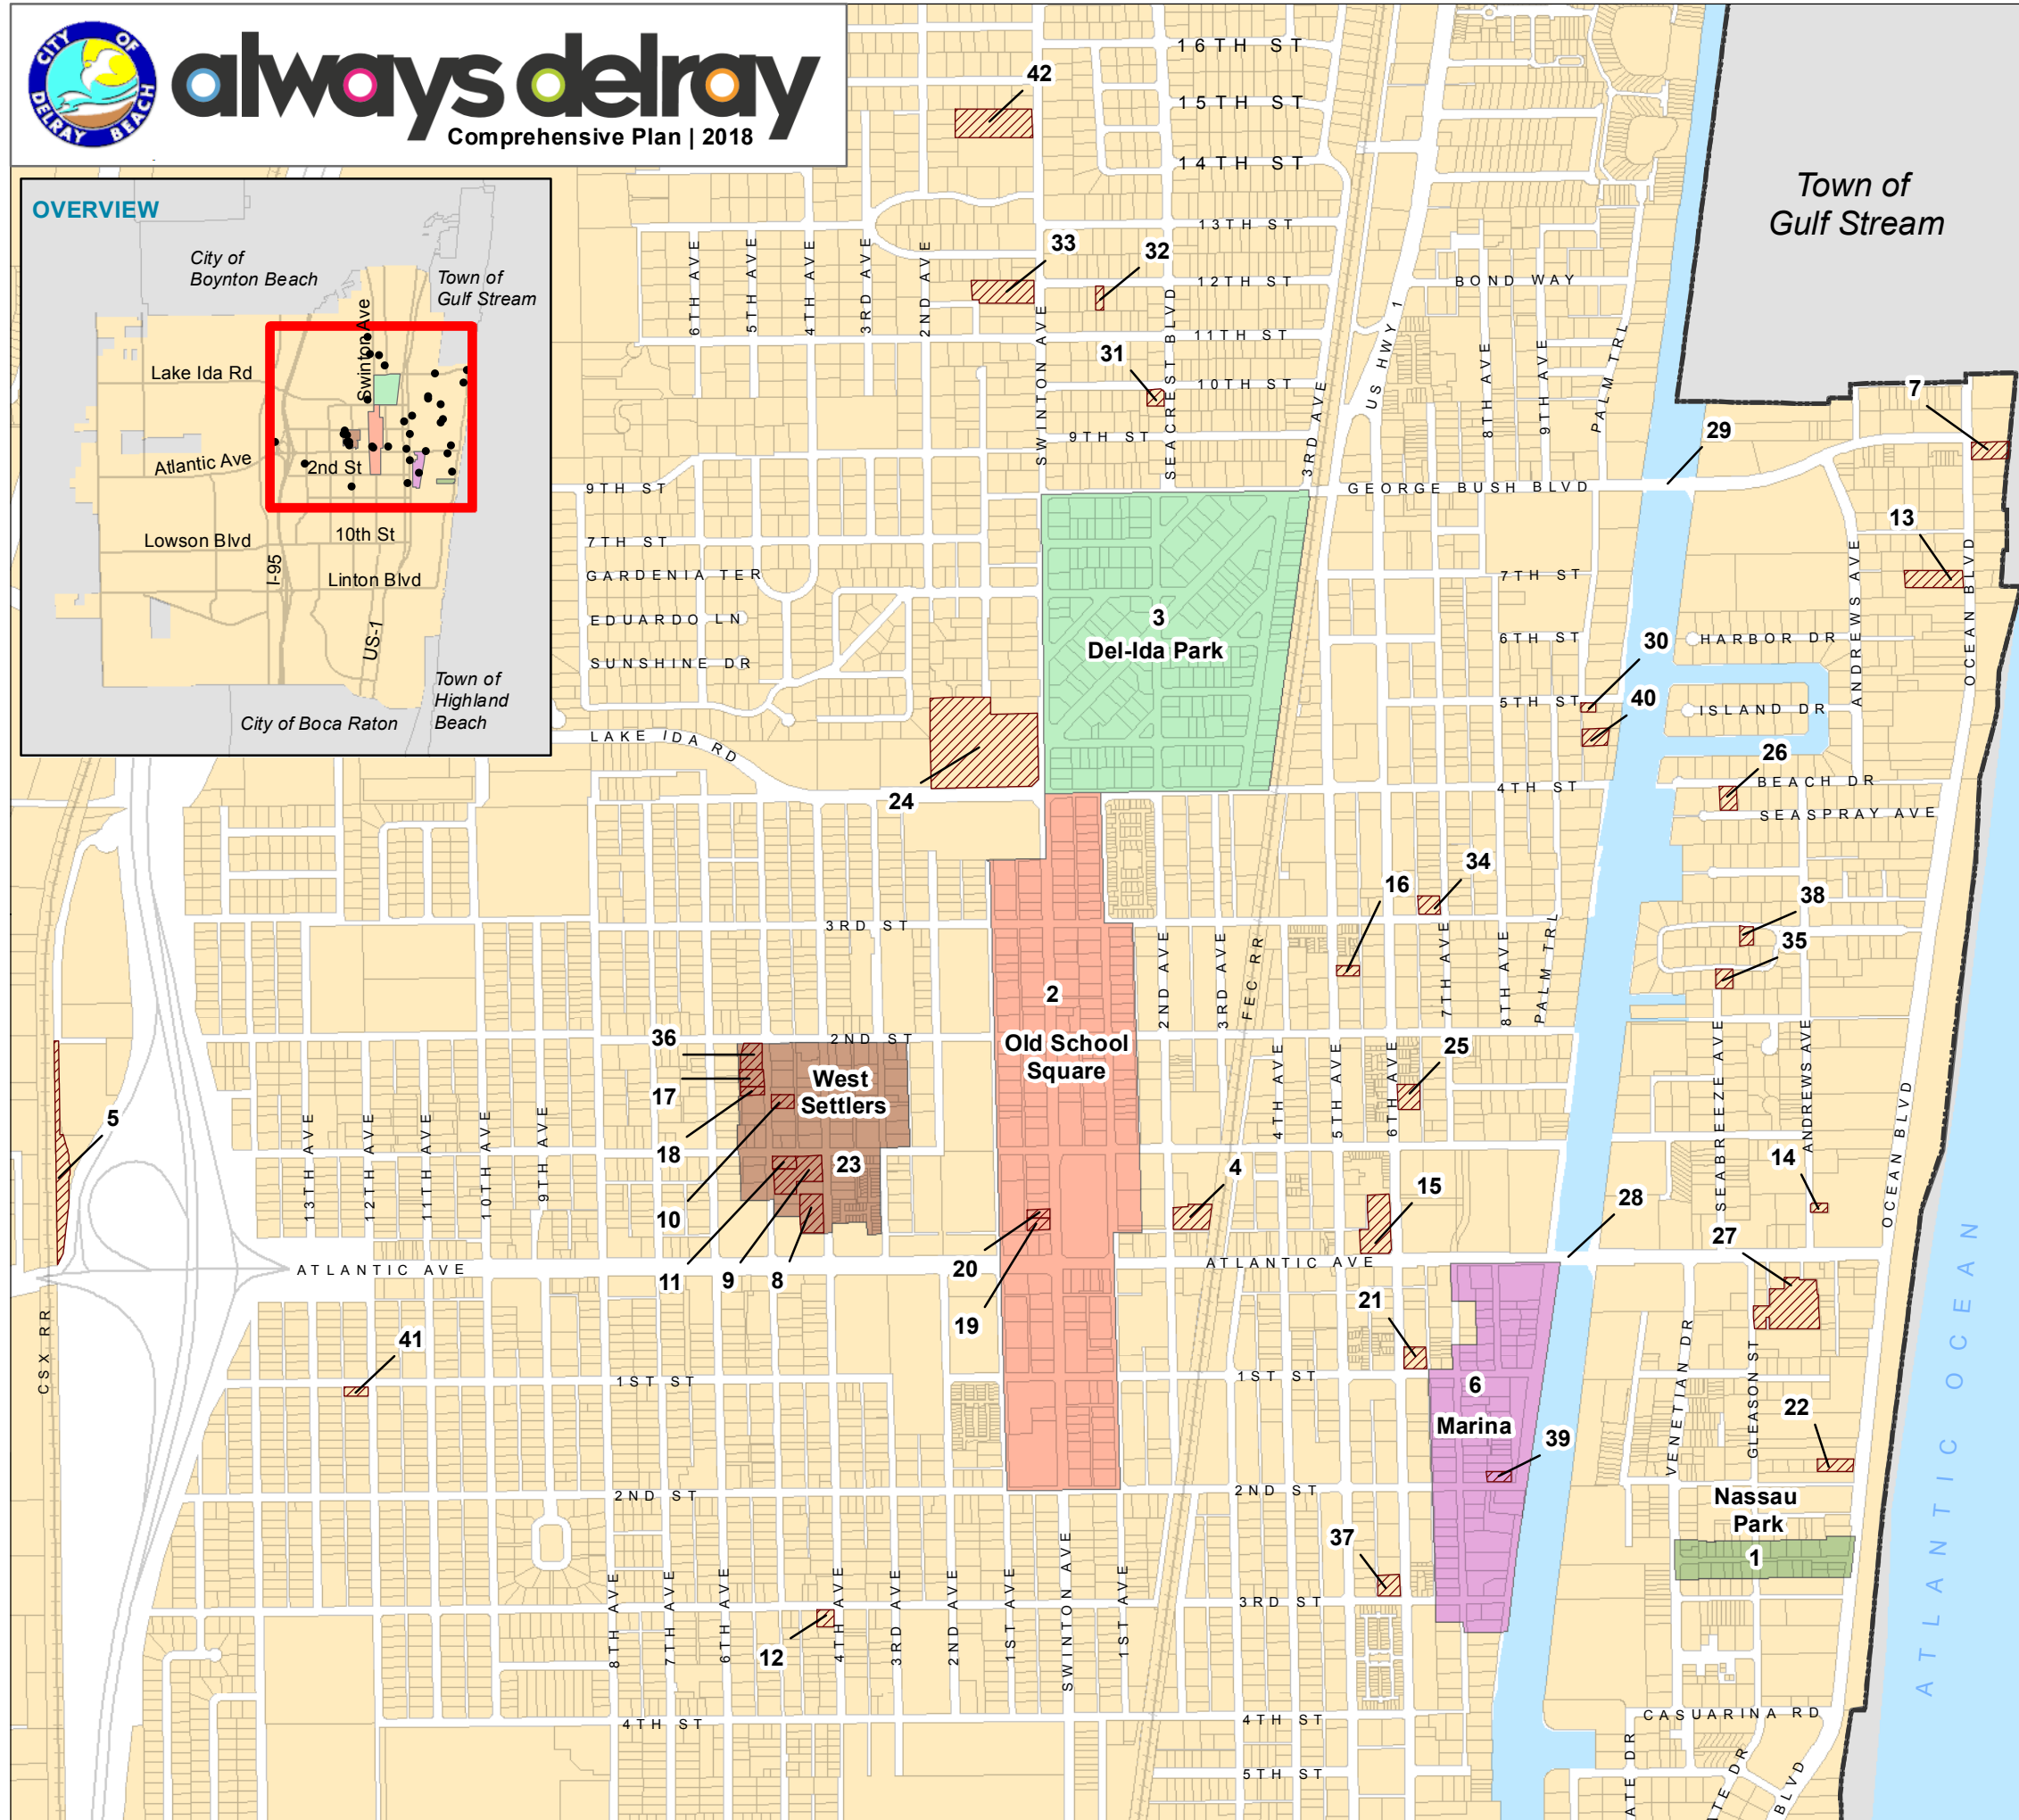 CITY OF
DELRAY BEACH
always delray
Comprehensive Plan | 2018
OVERVIEW
City of
Boynton Beach
Town of
Gulf Stream
Swinton Ave
Lake Ida Rd
Atlantic Ave
2nd St
Lowson Blvd
10th St
I-95
Linton Blvd
US-1
Town of
Highland
Beach
City of Boca Raton
Town of
Gulf Stream
16TH ST
42
15TH ST
14TH ST
13TH ST
33
32
12TH ST
BOND WAY
6TH AVE
5TH AVE
4TH AVE
3RD AVE
2ND AVE
SWINTON AVE
SEACREST BLVD
11TH ST
US HWY 1
8TH AVE
9TH AVE
PALM TRL
31
10TH ST
3RD AVE
7
9TH ST
29
9TH ST
GEORGE BUSH BLVD
13
7TH ST
GARDENIA TER
7TH ST
ANDREWS AVE
OCEAN BLVD
3
Del-Ida Park
EDUARDO LN
6TH ST
30
HARBOR DR
SUNSHINE DR
5TH ST
40
ISLAND DR
LAKE IDA RD
26
BEACH DR
4TH ST
SEASPRAY AVE
24
34
16
38
3RD ST
35
2ND AVE
3RD AVE
FEC RR
7TH AVE
8TH AVE
PALM TRL
2
Old School
Square
36
2ND ST
25
West
Settlers
17
5
18
23
10
13TH AVE
12TH AVE
11TH AVE
10TH AVE
9TH AVE
4TH AVE
5TH AVE
6TH AVE
SEABREEZE AVE
ANDREWS AVE
OCEAN BLVD
4
14
15
28
27
20
ATLANTIC AVE
ATLANTIC AVE
11
9
8
21
19
CSX RR
41
1ST ST
1ST ST
6
Marina
VENETIAN DR
GLEASON ST
22
39
2ND ST
2ND ST
Nassau
Park
1
37
ATLANTIC OCEAN
8TH AVE
7TH AVE
6TH AVE
4TH AVE
3RD AVE
2ND AVE
1ST AVE
SWINTON AVE
1ST AVE
3RD ST
12
4TH ST
4TH ST
CASUARINA RD
5TH ST
ATE DR
ATE DR
BLVD